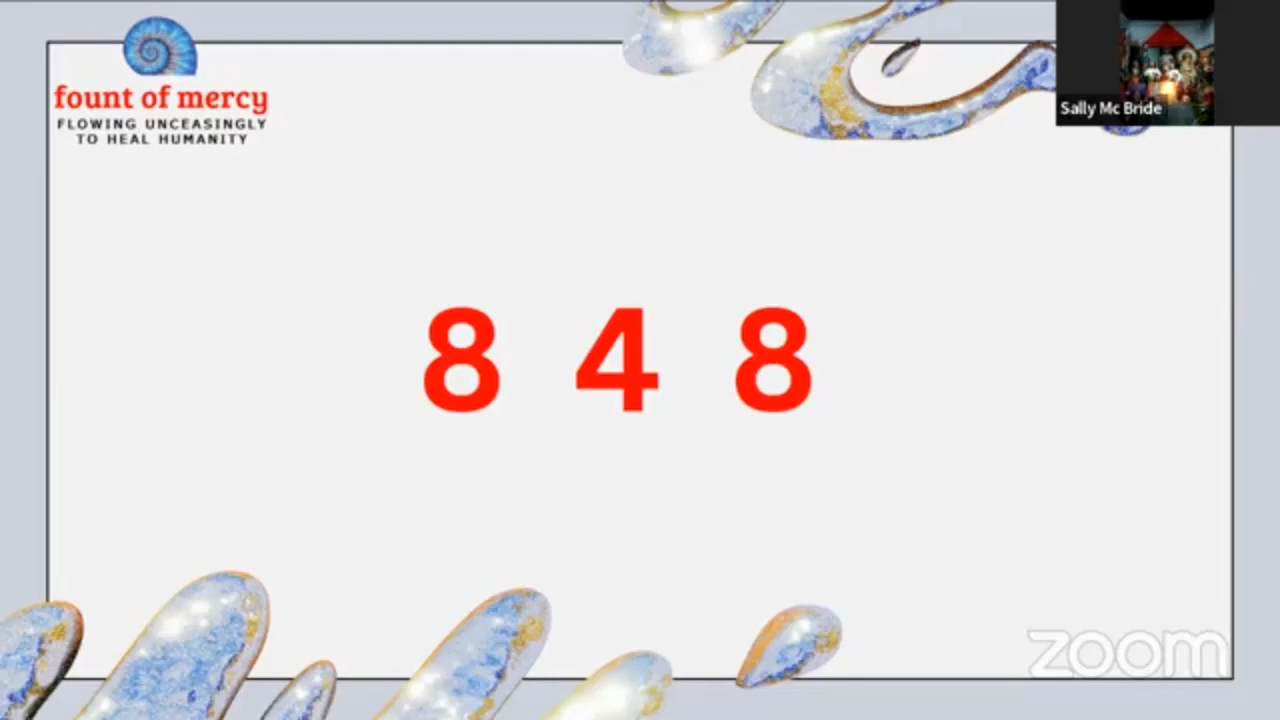 fount of mercy
FLOWING UNCEASINGLY
TO HEAL HUMANITY
Sally Mc Bride
8 4 8
zoom